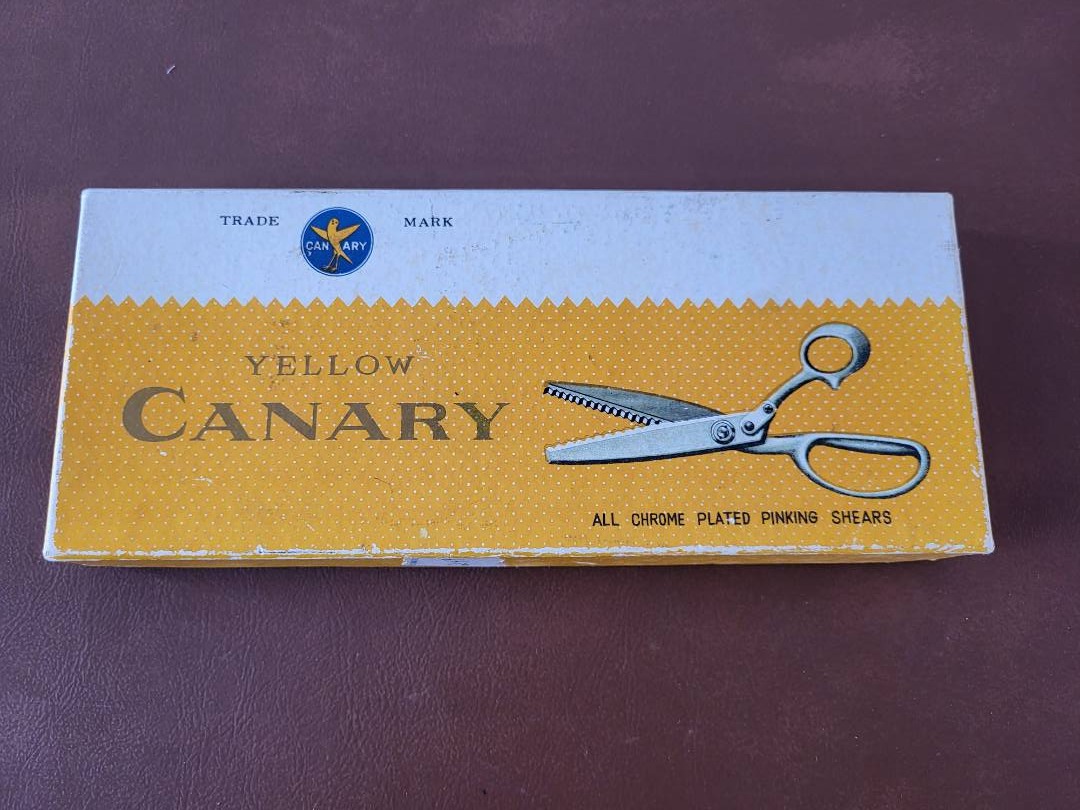 TRADE MARK
CANARY
YELLOW
CANARY
ALL CHROME PLATED PINKING SHEARS